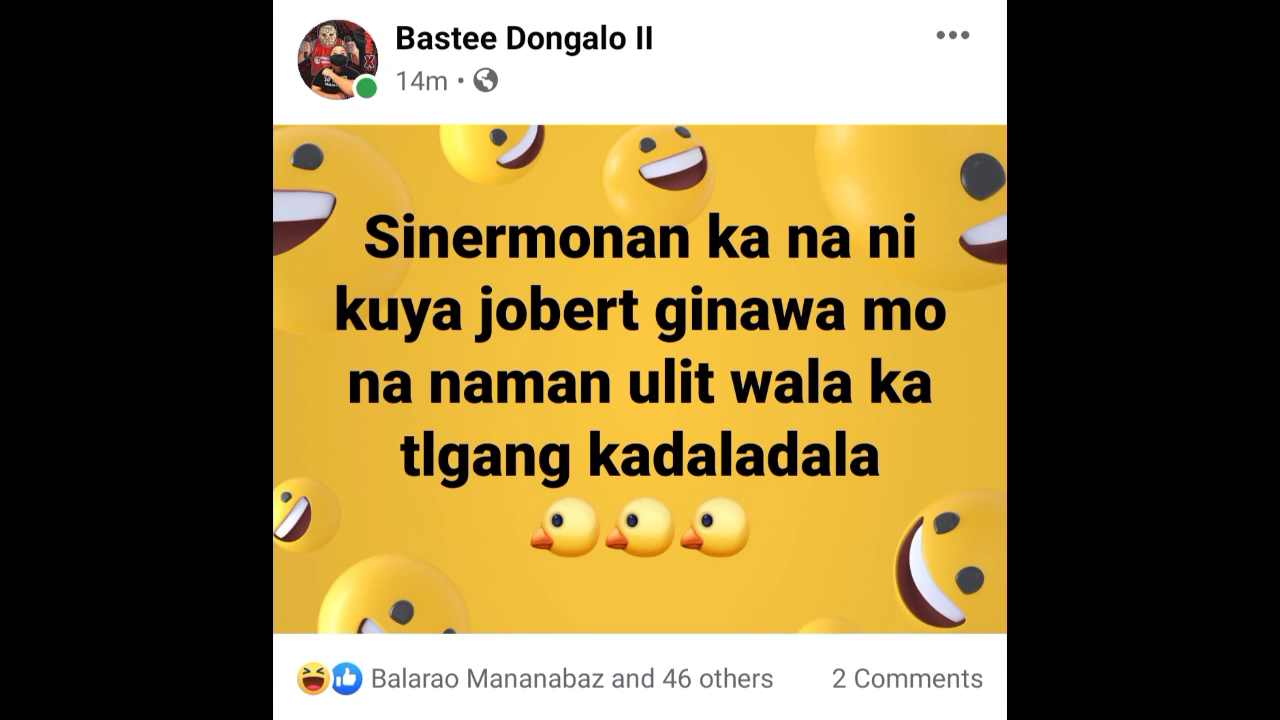 Bastee Dongalo II
14m •
Sinermonan ka na ni
kuya jobert ginawa mo
na naman ulit wala ka
tlgang kadaladala
🐤🐤🐤
Balarao Mananabaz and 46 others 2 Comments